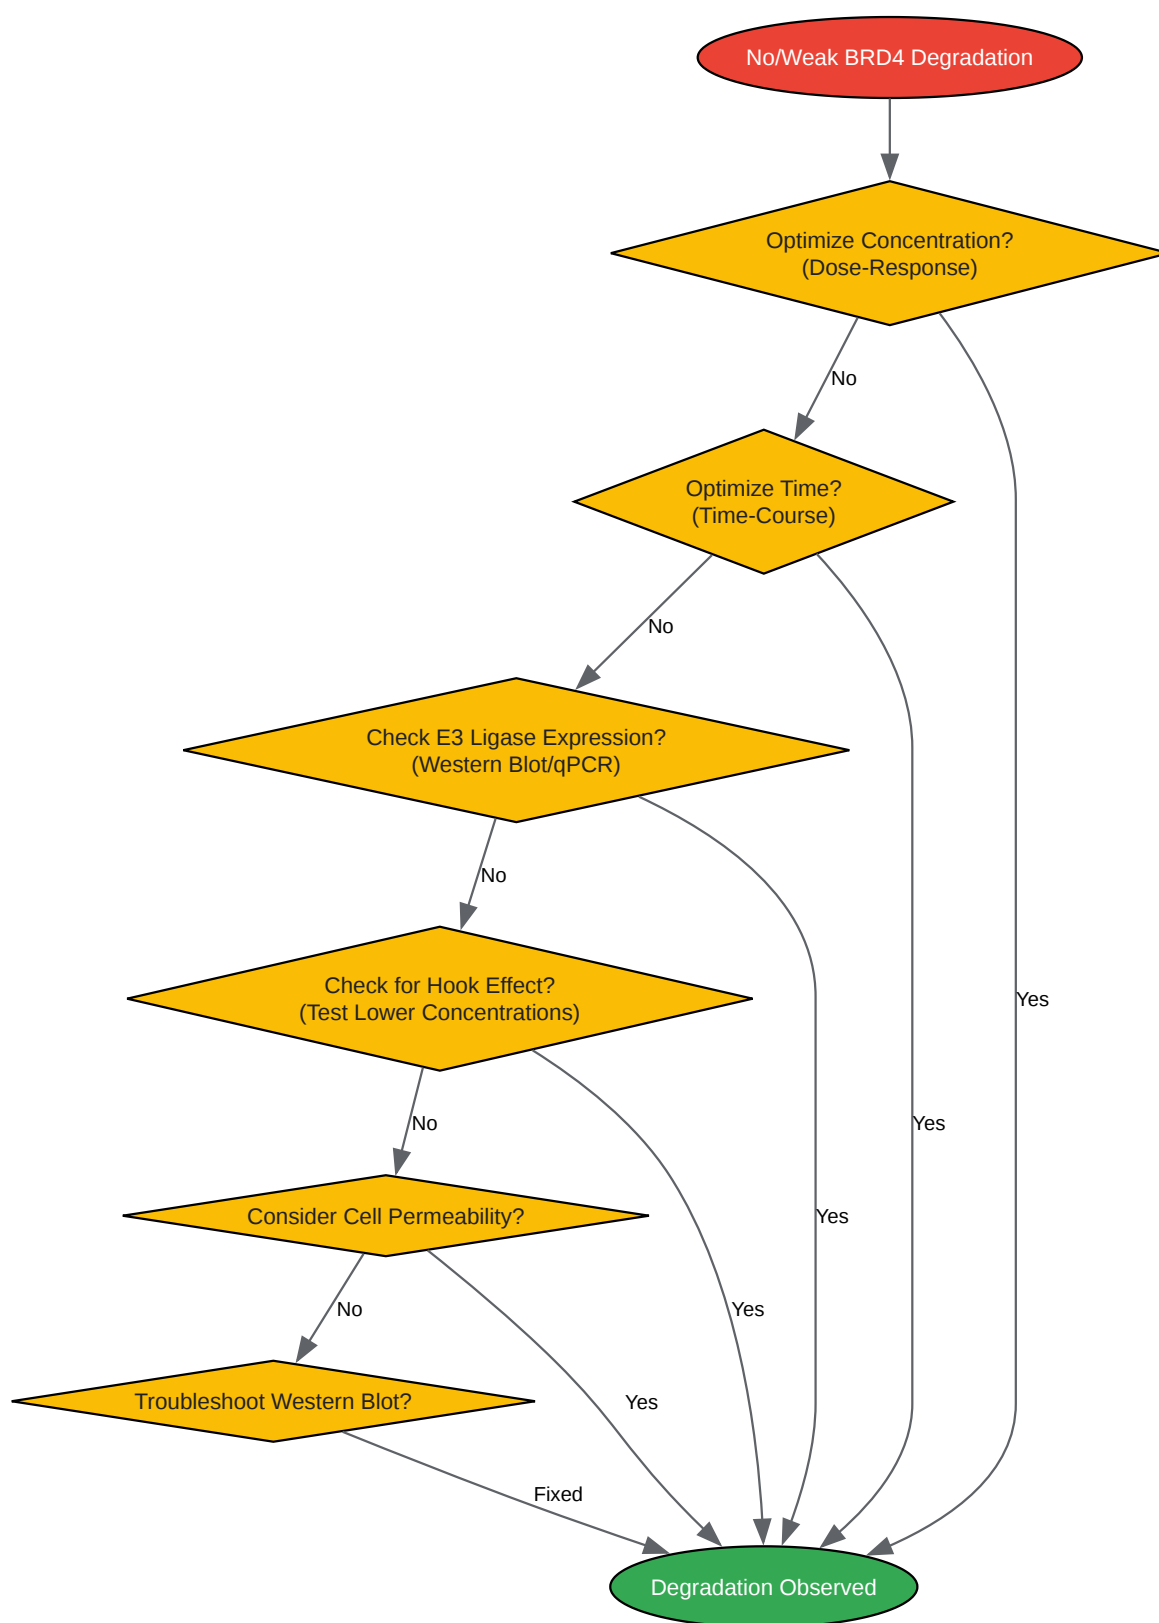 No/Weak BRD4 Degradation
Optimize Concentration?
(Dose-Response)
No
Optimize Time?
(Time-Course)
No
Check E3 Ligase Expression?
(Western Blot/qPCR)
No
Check for Hook Effect?
(Test Lower Concentrations)
Yes
No
Yes
Consider Cell Permeability?
Yes
No
Yes
Troubleshoot Western Blot?
Yes
Fixed
Degradation Observed